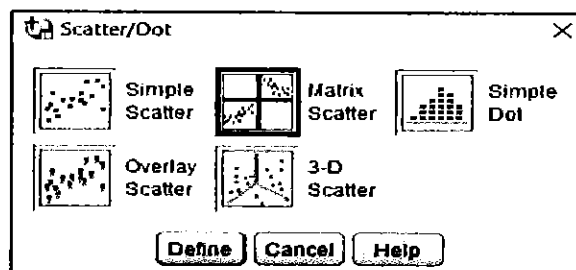 Scatter/Dot
Simple Scatter
Matrix Scatter
Simple Dot
Overlay Scatter
3-D Scatter
Define Cancel Help